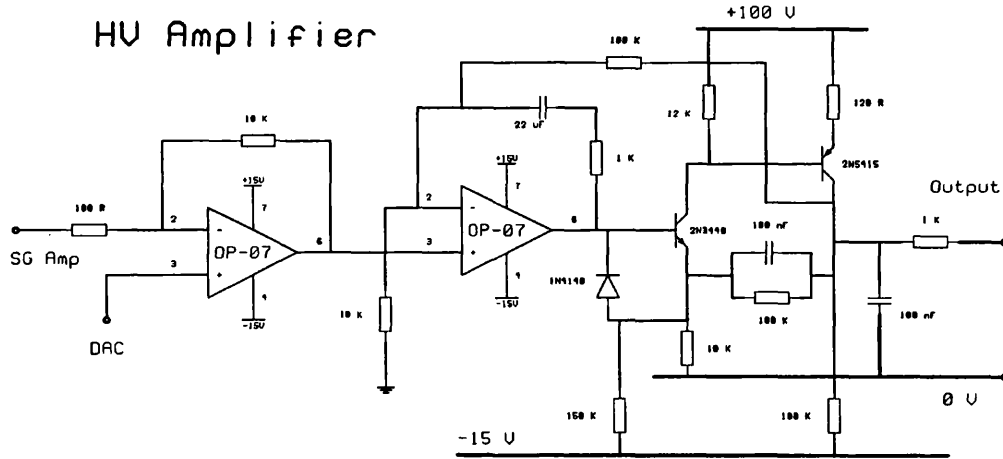 HV Amplifier
+100 V
100 K
10 K
22 uF
12 K
120 R
1 K
2N5415
+15V
7
+15V
7
Output
100 R
2
2
1 K
SG Amp
OP-07
6
OP-07
6
2N3440
100 nF
3
3
4
4
1N4148
-15V
-15V
10 K
100 K
100 nF
DAC
10 K
0 V
150 K
100 K
-15 V